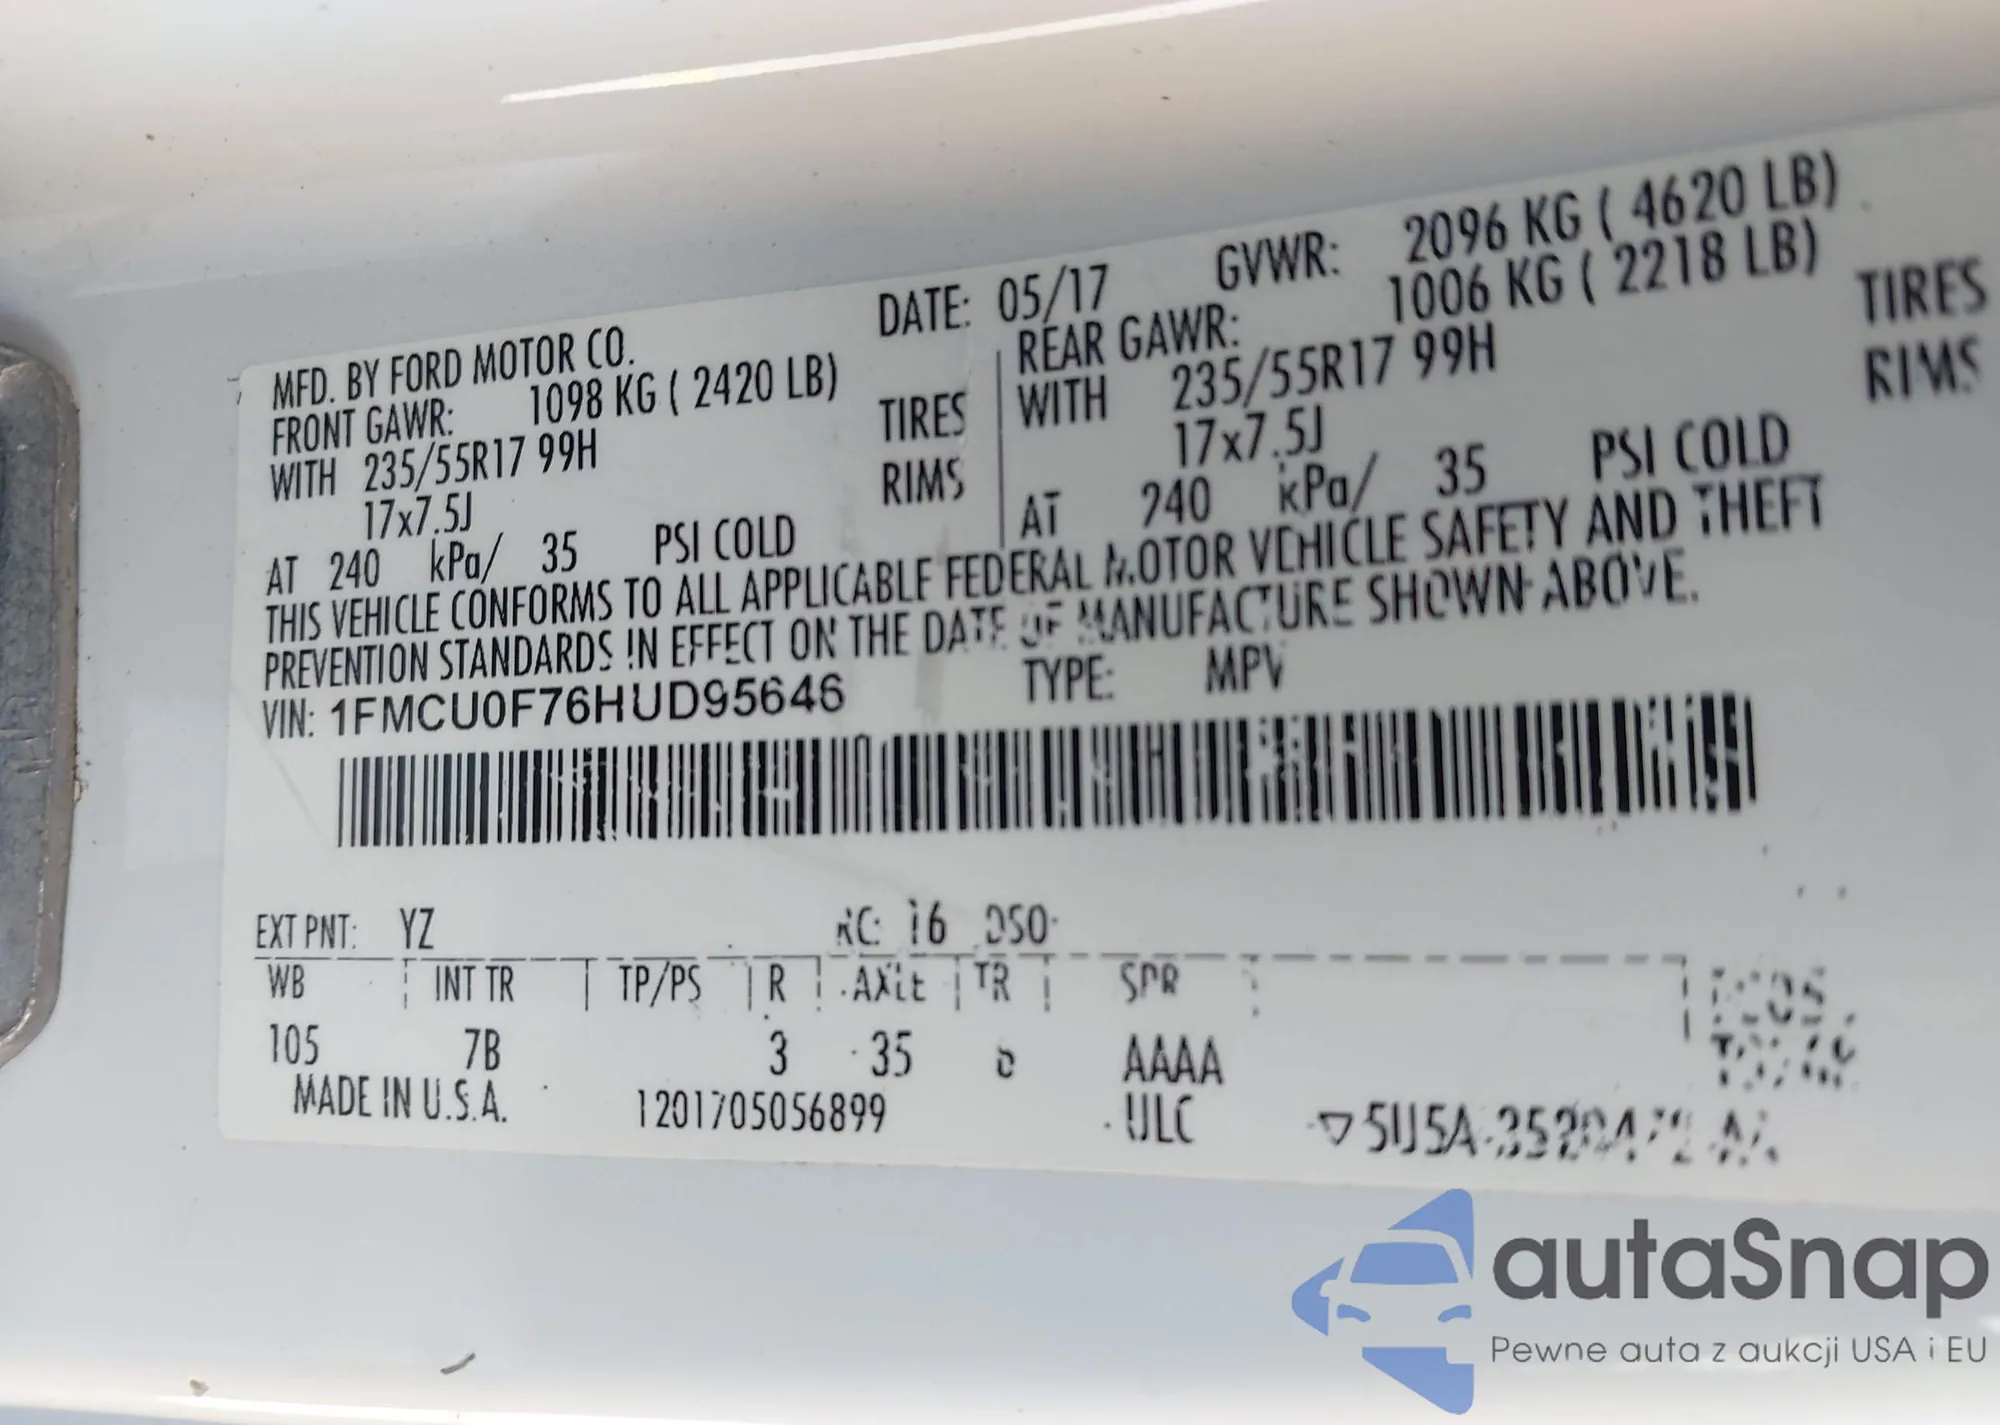 MFD. BY FORD MOTOR CO. DATE: 05/17 GVWR: 2096 KG ( 4620 LB)
FRONT GAWR: 1098 KG ( 2420 LB) REAR GAWR: 1006 KG ( 2218 LB)
WITH 235/55R17 99H TIRES WITH 235/55R17 99H TIRES
17x7.5J RIMS 17x7.5J RIMS
AT 240 kPa/ 35 PSI COLD AT 240 kPa/ 35 PSI COLD
THIS VEHICLE CONFORMS TO ALL APPLICABLE FEDERAL MOTOR VEHICLE SAFETY AND THEFT
PREVENTION STANDARDS IN EFFECT ON THE DATE OF MANUFACTURE SHOWN ABOVE.
VIN: 1FMCU0F76HUD95646 TYPE: MPV
EXT PNT: YZ RC: 16 DSO:
WB INT TR TP/PS R AXLE TR SPR
105 7B 3 35 AAAA
MADE IN U.S.A. 1201705056899 ULC
autaSnap
Pewne auta z aukcji USA i EU